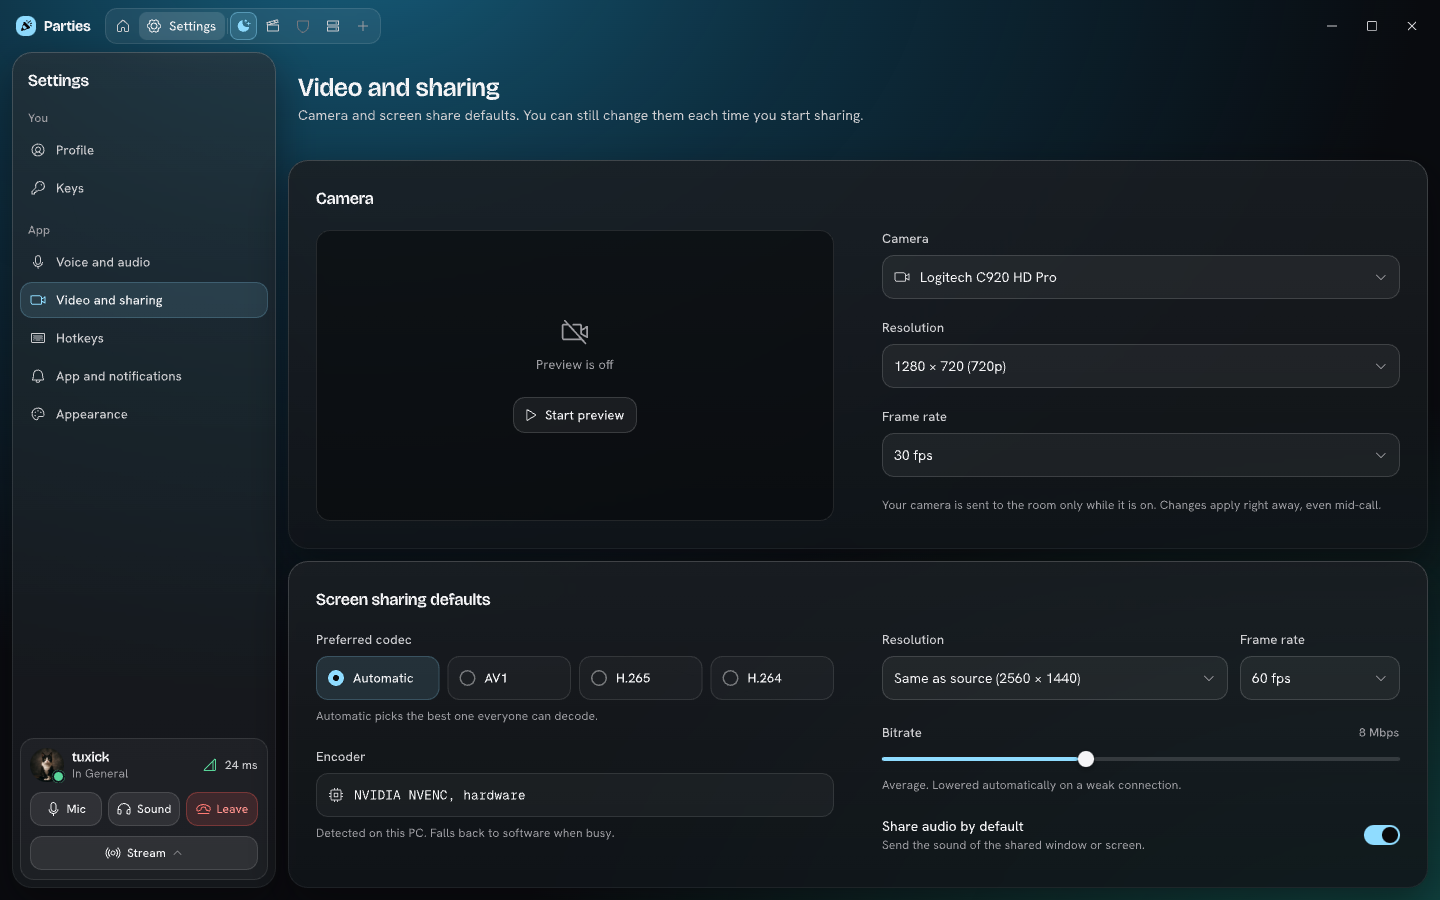 Parties
Settings
Settings
You
Profile
Keys
App
Voice and audio
Video and sharing
Hotkeys
App and notifications
Appearance
tuxick
In General
24 ms
Mic
Sound
Leave
Stream
Video and sharing
Camera and screen share defaults. You can still change them each time you start sharing.
Camera
Preview is off
Start preview
Camera
Logitech C920 HD Pro
Resolution
1280 × 720 (720p)
Frame rate
30 fps
Your camera is sent to the room only while it is on. Changes apply right away, even mid-call.
Screen sharing defaults
Preferred codec
Automatic
AV1
H.265
H.264
Automatic picks the best one everyone can decode.
Encoder
NVIDIA NVENC, hardware
Detected on this PC. Falls back to software when busy.
Resolution
Same as source (2560 × 1440)
Frame rate
60 fps
Bitrate
8 Mbps
Average. Lowered automatically on a weak connection.
Share audio by default
Send the sound of the shared window or screen.